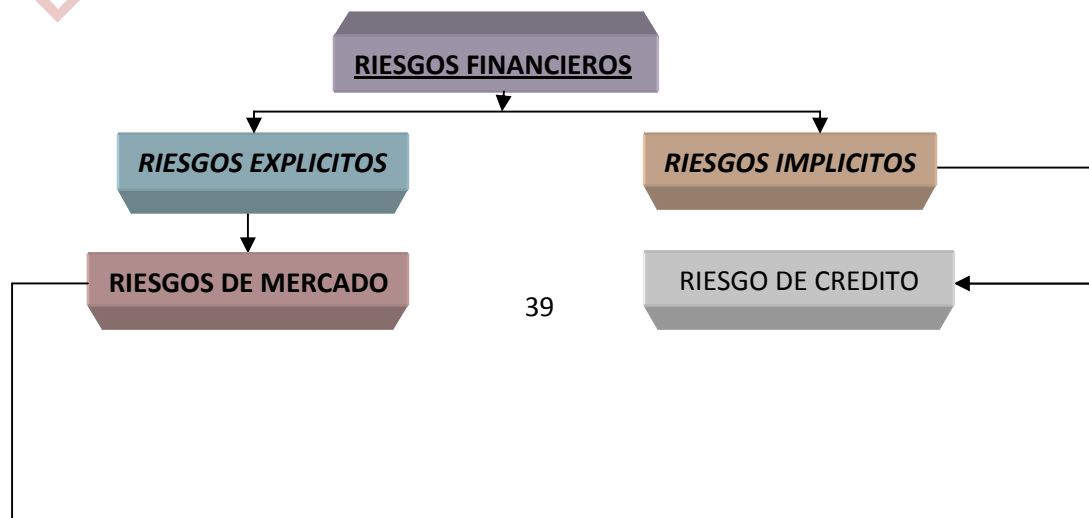 RIESGOS FINANCIEROS
RIESGOS EXPLICITOS
RIESGOS IMPLICITOS
RIESGOS DE MERCADO
RIESGO DE CREDITO
39